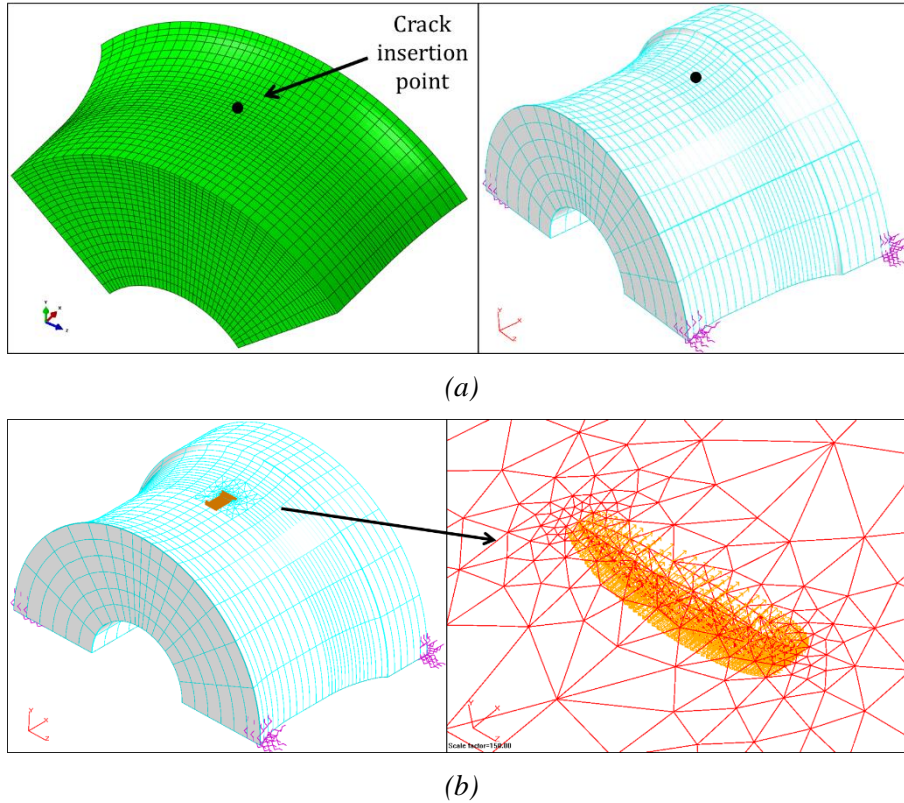 Crack
insertion
point
Y
X
Z
Y
X
Z
(a)
Y
X
Z
Y
X
Z
Scale factor=150.00
(b)